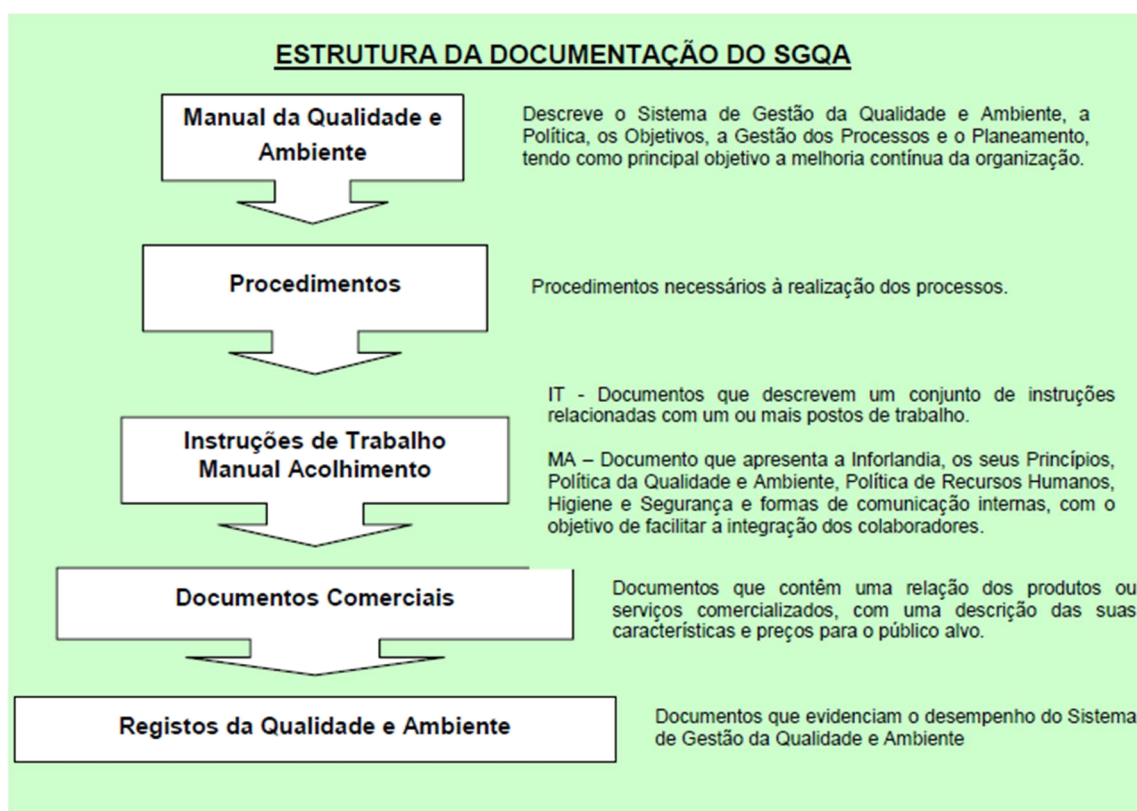 ESTRUTURA DA DOCUMENTAÇÃO DO SGQA
Manual da Qualidade e
Ambiente
Descreve o Sistema de Gestão da Qualidade e Ambiente, a
Política, os Objetivos, a Gestão dos Processos e o Planeamento,
tendo como principal objetivo a melhoria contínua da organização.
Procedimentos
Procedimentos necessários à realização dos processos.
Instruções de Trabalho
Manual Acolhimento
IT - Documentos que descrevem um conjunto de instruções
relacionadas com um ou mais postos de trabalho.
MA – Documento que apresenta a Inforlandia, os seus Princípios,
Política da Qualidade e Ambiente, Política de Recursos Humanos,
Higiene e Segurança e formas de comunicação internas, com o
objetivo de facilitar a integração dos colaboradores.
Documentos Comerciais
Documentos que contêm uma relação dos produtos ou
serviços comercializados, com uma descrição das suas
características e preços para o público alvo.
Registos da Qualidade e Ambiente
Documentos que evidenciam o desempenho do Sistema
de Gestão da Qualidade e Ambiente